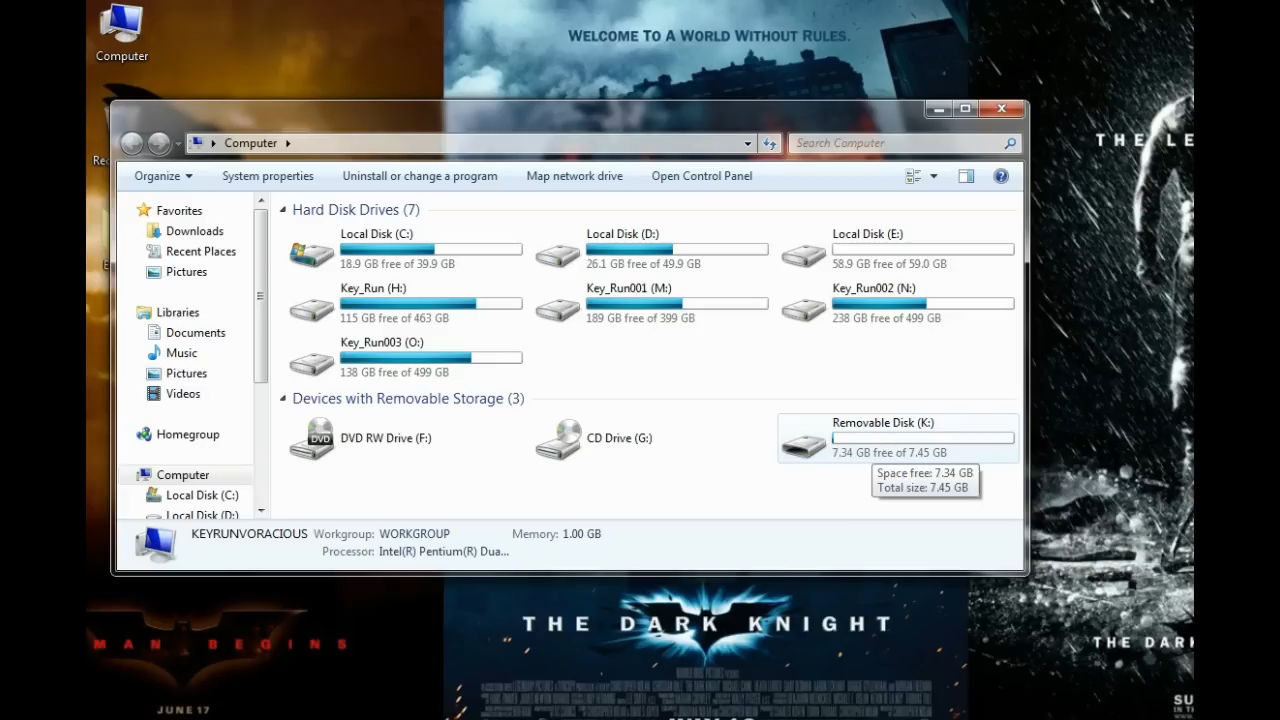 Computer
WELCOME TO A WORLD WITHOUT RULES.
THE LE
Rec
E
Computer
Search Computer
Organize System properties Uninstall or change a program Map network drive Open Control Panel
Favorites
Downloads
Recent Places
Pictures
Libraries
Documents
Music
Pictures
Videos
Homegroup
Computer
Local Disk (C:)
Local Disk (D:)
Hard Disk Drives (7)
Local Disk (C:)
18.9 GB free of 39.9 GB
Local Disk (D:)
26.1 GB free of 49.9 GB
Local Disk (E:)
58.9 GB free of 59.0 GB
Key_Run (H:)
115 GB free of 463 GB
Key_Run001 (M:)
189 GB free of 399 GB
Key_Run002 (N:)
238 GB free of 499 GB
Key_Run003 (O:)
138 GB free of 499 GB
Devices with Removable Storage (3)
DVD
DVD RW Drive (F:)
CD Drive (G:)
Removable Disk (K:)
7.34 GB free of 7.45 GB
Space free: 7.34 GB
Total size: 7.45 GB
KEYRUNVORACIOUS Workgroup: WORKGROUP Memory: 1.00 GB
Processor: Intel(R) Pentium(R) Dua...
MAN BEGINS
JUNE 17
THE DARK KNIGHT
THE DARK
SU